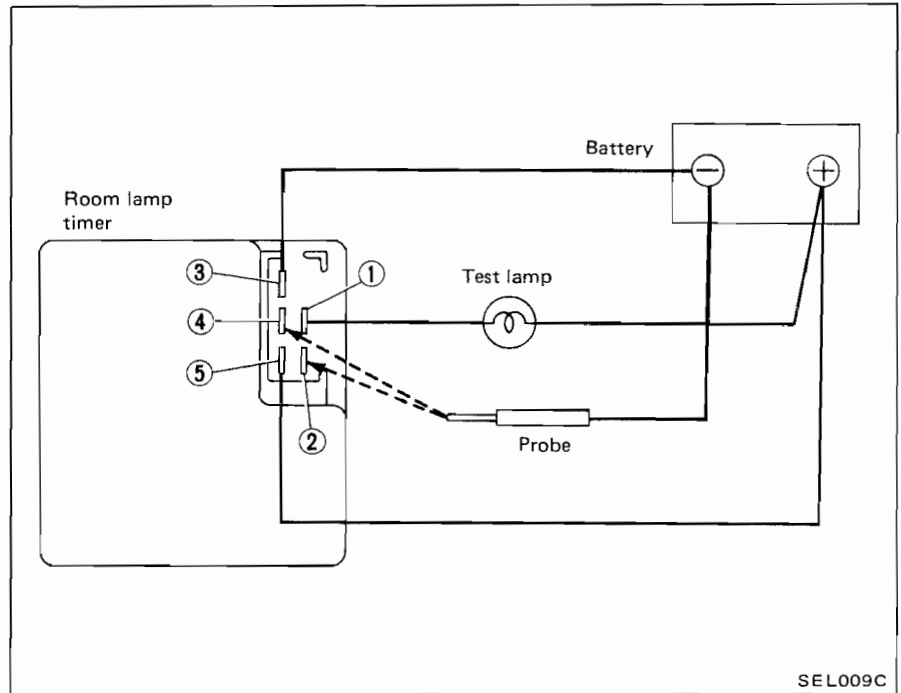 Battery
− +
Room lamp
timer
3 1
Test lamp
4
5
2
Probe
SEL009C